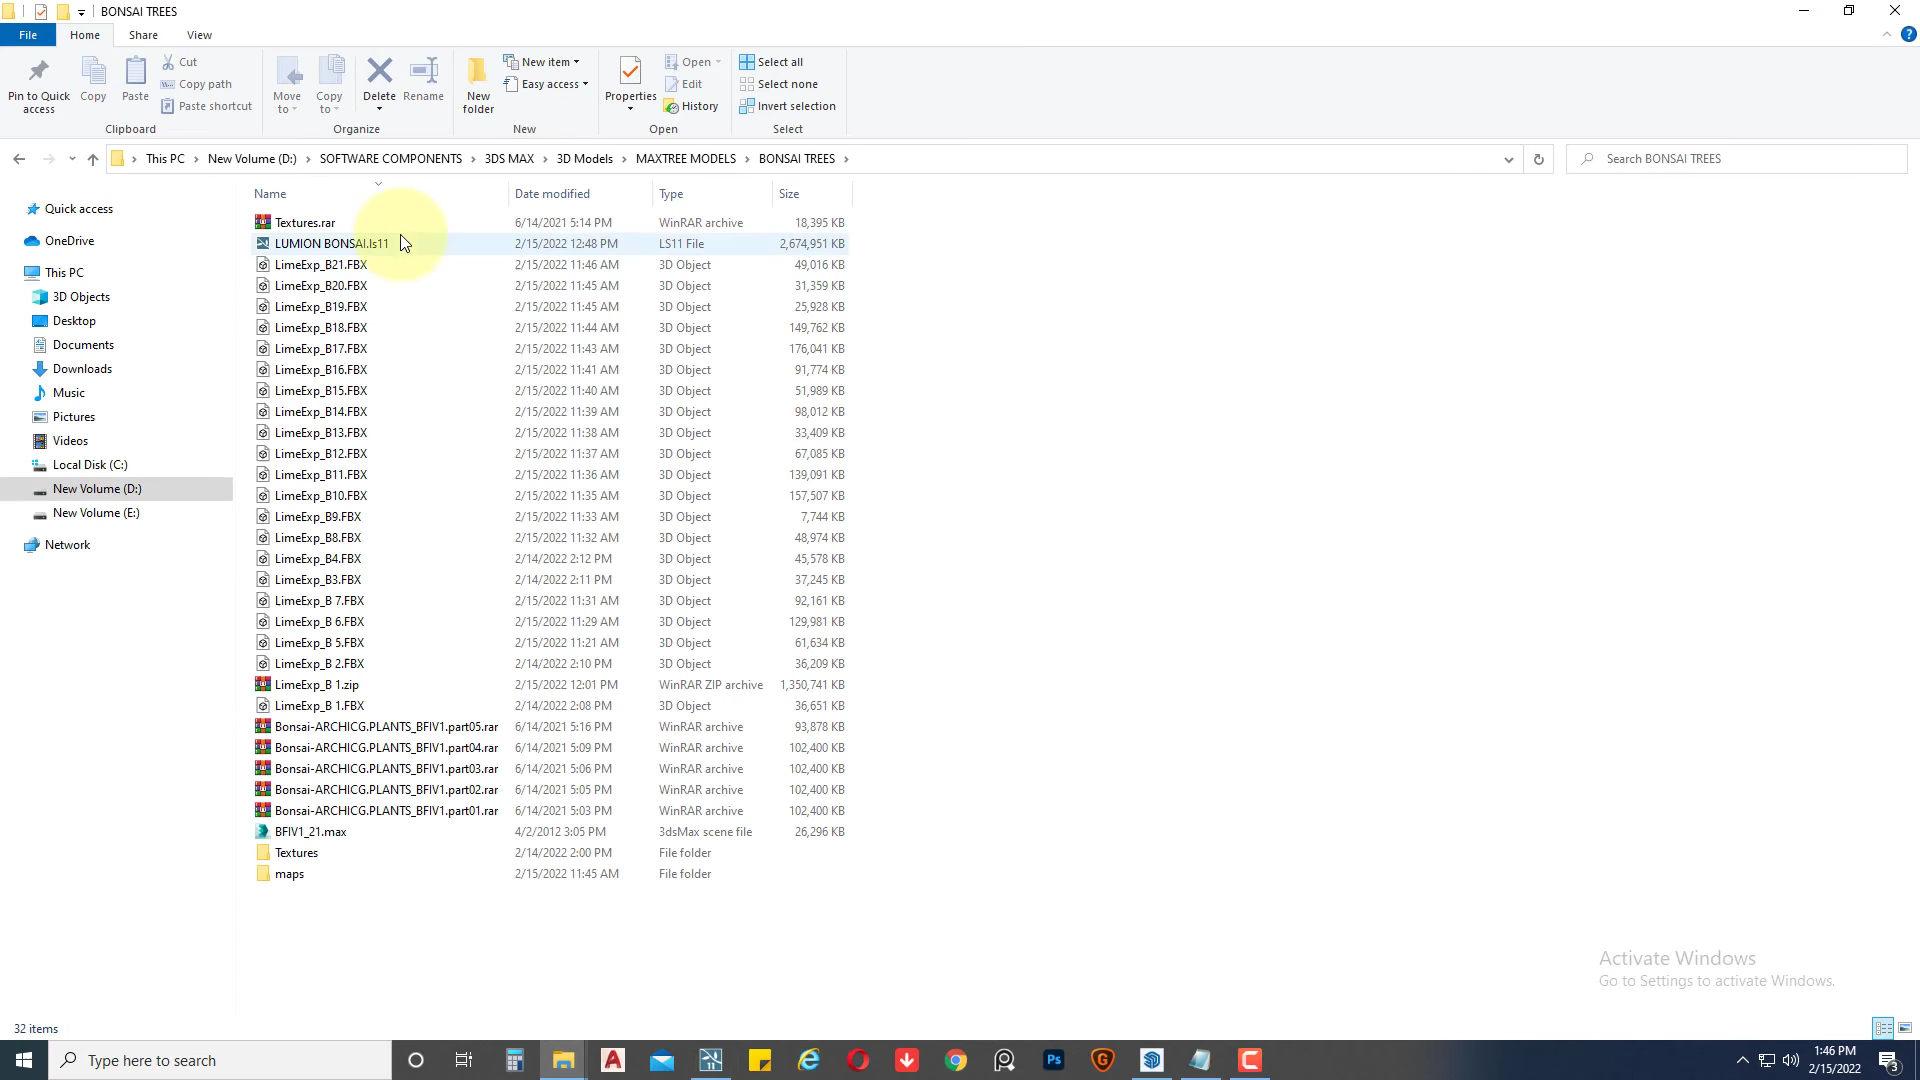 BONSAI TREES
File Home Share View
Pin to Quick access
Copy
Paste
Cut
Copy path
Paste shortcut
Clipboard
Move to
Copy to
Delete
Rename
Organize
New folder
New item
Easy access
New
Properties
Open
Edit
History
Open
Select all
Select none
Invert selection
Select
This PC > New Volume (D:) > SOFTWARE COMPONENTS > 3DS MAX > 3D Models > MAXTREE MODELS > BONSAI TREES >
Search BONSAI TREES
Quick access
OneDrive
This PC
3D Objects
Desktop
Documents
Downloads
Music
Pictures
Videos
Local Disk (C:)
New Volume (D:)
New Volume (E:)
Network
Name Date modified Type Size
Textures.rar 6/14/2021 5:14 PM WinRAR archive 18,395 KB
LUMION BONSAI.ls11 2/15/2022 12:48 PM LS11 File 2,674,951 KB
LimeExp_B21.FBX 2/15/2022 11:46 AM 3D Object 49,016 KB
LimeExp_B20.FBX 2/15/2022 11:45 AM 3D Object 31,359 KB
LimeExp_B19.FBX 2/15/2022 11:45 AM 3D Object 25,928 KB
LimeExp_B18.FBX 2/15/2022 11:44 AM 3D Object 149,762 KB
LimeExp_B17.FBX 2/15/2022 11:43 AM 3D Object 176,041 KB
LimeExp_B16.FBX 2/15/2022 11:41 AM 3D Object 91,774 KB
LimeExp_B15.FBX 2/15/2022 11:40 AM 3D Object 51,989 KB
LimeExp_B14.FBX 2/15/2022 11:39 AM 3D Object 98,012 KB
LimeExp_B13.FBX 2/15/2022 11:38 AM 3D Object 33,409 KB
LimeExp_B12.FBX 2/15/2022 11:37 AM 3D Object 67,085 KB
LimeExp_B11.FBX 2/15/2022 11:36 AM 3D Object 139,091 KB
LimeExp_B10.FBX 2/15/2022 11:35 AM 3D Object 157,507 KB
LimeExp_B9.FBX 2/15/2022 11:33 AM 3D Object 7,744 KB
LimeExp_B8.FBX 2/15/2022 11:32 AM 3D Object 48,974 KB
LimeExp_B4.FBX 2/14/2022 2:12 PM 3D Object 45,578 KB
LimeExp_B3.FBX 2/14/2022 2:11 PM 3D Object 37,245 KB
LimeExp_B 7.FBX 2/15/2022 11:31 AM 3D Object 92,161 KB
LimeExp_B 6.FBX 2/15/2022 11:29 AM 3D Object 129,981 KB
LimeExp_B 5.FBX 2/15/2022 11:21 AM 3D Object 61,634 KB
LimeExp_B 2.FBX 2/14/2022 2:10 PM 3D Object 36,209 KB
LimeExp_B 1.zip 2/15/2022 12:01 PM WinRAR ZIP archive 1,350,741 KB
LimeExp_B 1.FBX 2/14/2022 2:08 PM 3D Object 36,651 KB
Bonsai-ARCHICG.PLANTS_BFIV1.part05.rar 6/14/2021 5:16 PM WinRAR archive 93,878 KB
Bonsai-ARCHICG.PLANTS_BFIV1.part04.rar 6/14/2021 5:09 PM WinRAR archive 102,400 KB
Bonsai-ARCHICG.PLANTS_BFIV1.part03.rar 6/14/2021 5:06 PM WinRAR archive 102,400 KB
Bonsai-ARCHICG.PLANTS_BFIV1.part02.rar 6/14/2021 5:05 PM WinRAR archive 102,400 KB
Bonsai-ARCHICG.PLANTS_BFIV1.part01.rar 6/14/2021 5:03 PM WinRAR archive 102,400 KB
BFIV1_21.max 4/2/2012 3:05 PM 3dsMax scene file 26,296 KB
Textures 2/14/2022 2:00 PM File folder
maps 2/15/2022 11:45 AM File folder
Activate Windows
Go to Settings to activate Windows.
32 items
Type here to search
11
Ps
1:46 PM
2/15/2022
3